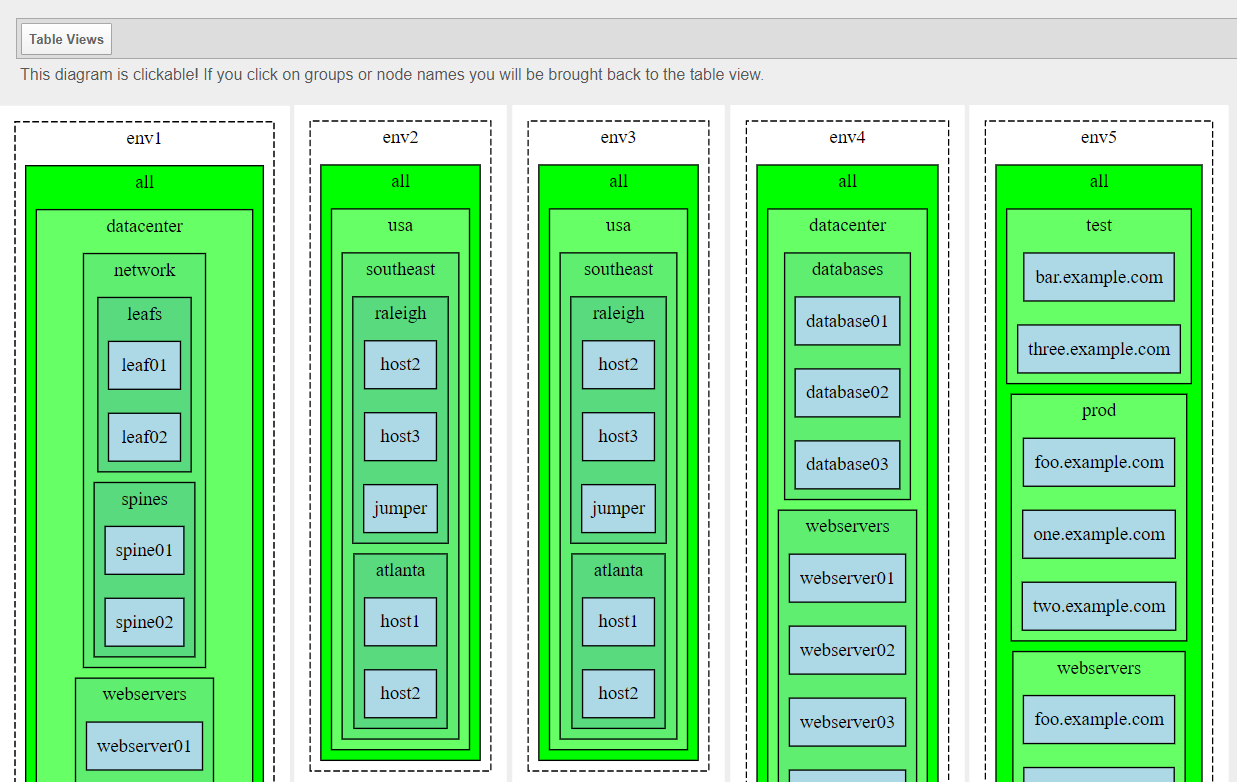 Table Views
This diagram is clickable! If you click on groups or node names you will be brought back to the table view.
env1
all
datacenter
network
leafs
leaf01
leaf02
spines
spine01
spine02
webservers
webserver01
env2
all
usa
southeast
raleigh
host2
host3
jumper
atlanta
host1
host2
env3
all
usa
southeast
raleigh
host2
host3
jumper
atlanta
host1
host2
env4
all
datacenter
databases
database01
database02
database03
webservers
webserver01
webserver02
webserver03
env5
all
test
bar.example.com
three.example.com
prod
foo.example.com
one.example.com
two.example.com
webservers
foo.example.com